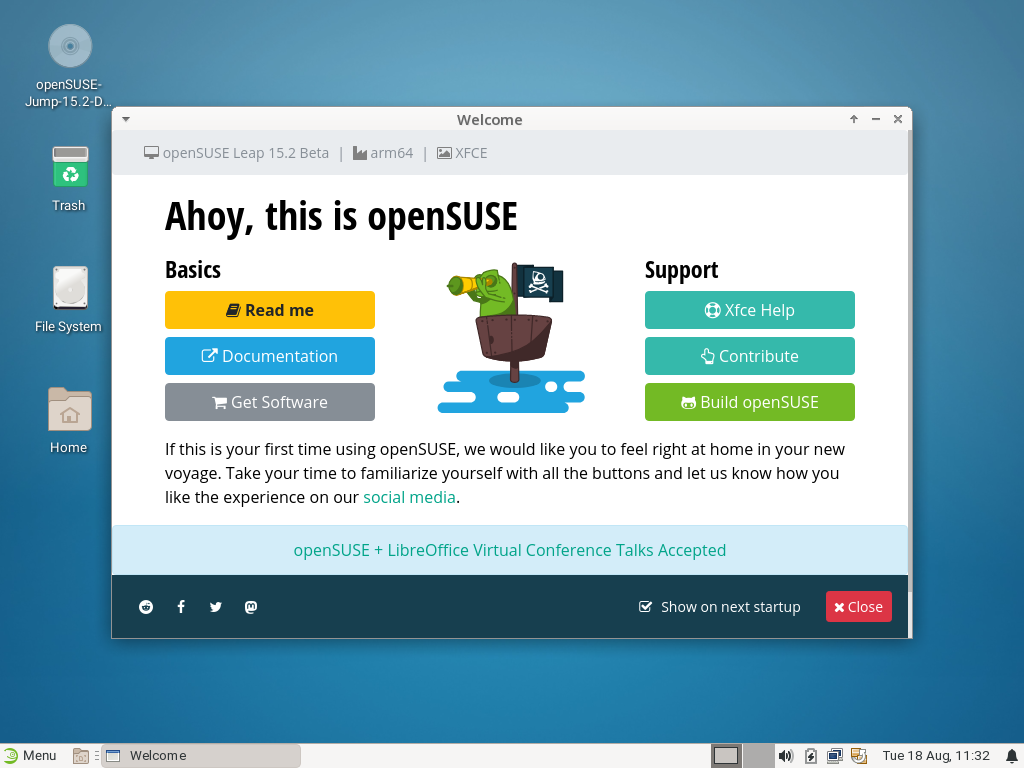 openSUSE-
Jump-15.2-D...
Trash
File System
Home
Welcome
openSUSE Leap 15.2 Beta | arm64 | XFCE
Ahoy, this is openSUSE
Basics
Read me
Documentation
Get Software
Support
Xfce Help
Contribute
Build openSUSE
If this is your first time using openSUSE, we would like you to feel right at home in your new
voyage. Take your time to familiarize yourself with all the buttons and let us know how you
like the experience on our social media.
openSUSE + LibreOffice Virtual Conference Talks Accepted
Show on next startup
Close
Menu
Welcome
Tue 18 Aug, 11:32